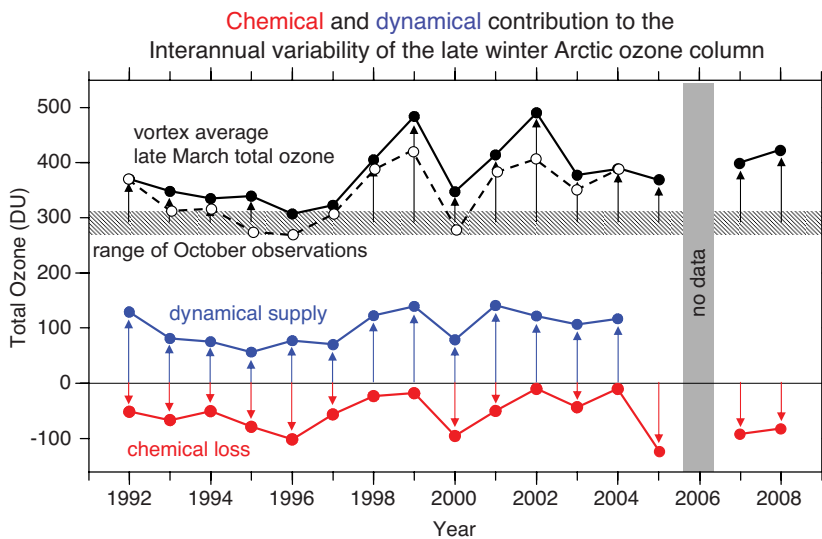 Chemical and dynamical contribution to the
Interannual variability of the late winter Arctic ozone column
500
400
300
200
100
0
-100
Total Ozone (DU)
vortex average
late March total ozone
range of October observations
dynamical supply
chemical loss
no data
1992 1994 1996 1998 2000 2002 2004 2006 2008
Year